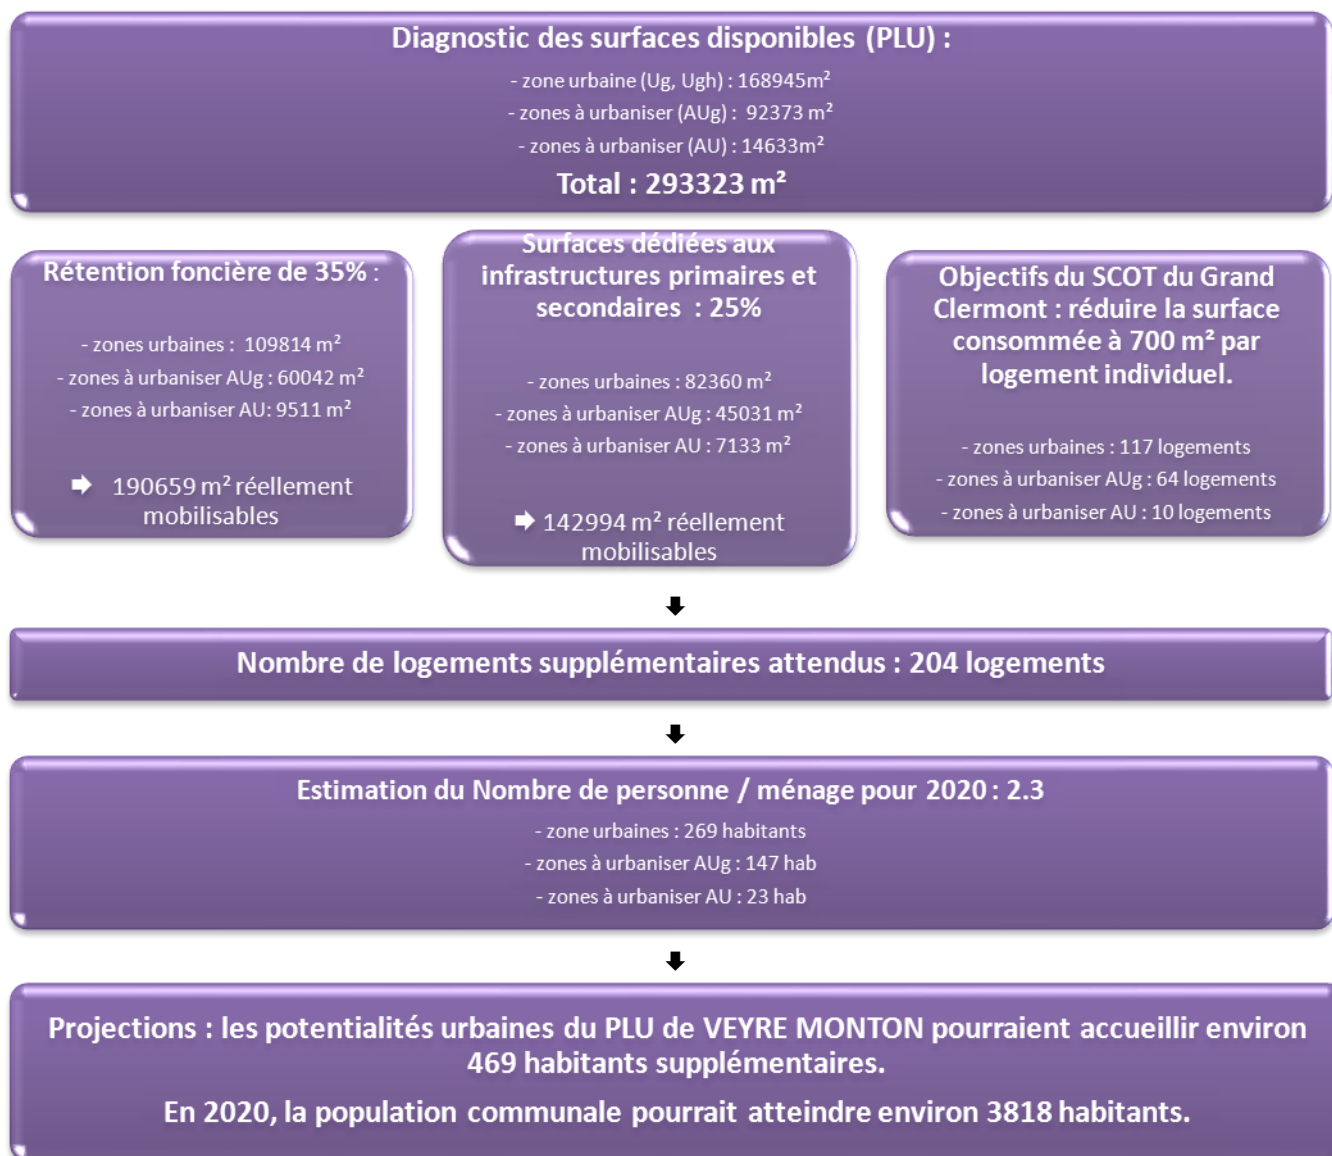 Diagnostic des surfaces disponibles (PLU) :
- zone urbaine (Ug, Ugh) : 168945m²
- zones à urbaniser (AUg) :  92373 m²
- zones à urbaniser (AU) : 14633m²
Total : 293323 m²
Rétention foncière de 35% :
- zones urbaines :  109814 m²
- zones à urbaniser AUg : 60042 m²
- zones à urbaniser AU: 9511 m²
190659 m² réellement
mobilisables
Surfaces dédiées aux
infrastructures primaires et
secondaires  : 25%
- zones urbaines : 82360 m²
- zones à urbaniser AUg : 45031 m²
- zones à urbaniser AU : 7133 m²
142994 m² réellement
mobilisables
Objectifs du SCOT du Grand
Clermont : réduire la surface
consommée à 700 m² par
logement individuel.
- zones urbaines : 117 logements
- zones à urbaniser AUg : 64 logements
- zones à urbaniser AU : 10 logements
Nombre de logements supplémentaires attendus : 204 logements
Estimation du Nombre de personne / ménage pour 2020 : 2.3
- zone urbaines : 269 habitants
- zones à urbaniser AUg : 147 hab
- zones à urbaniser AU : 23 hab
Projections : les potentialités urbaines du PLU de VEYRE MONTON pourraient accueillir environ
469 habitants supplémentaires.
En 2020, la population communale pourrait atteindre environ 3818 habitants.